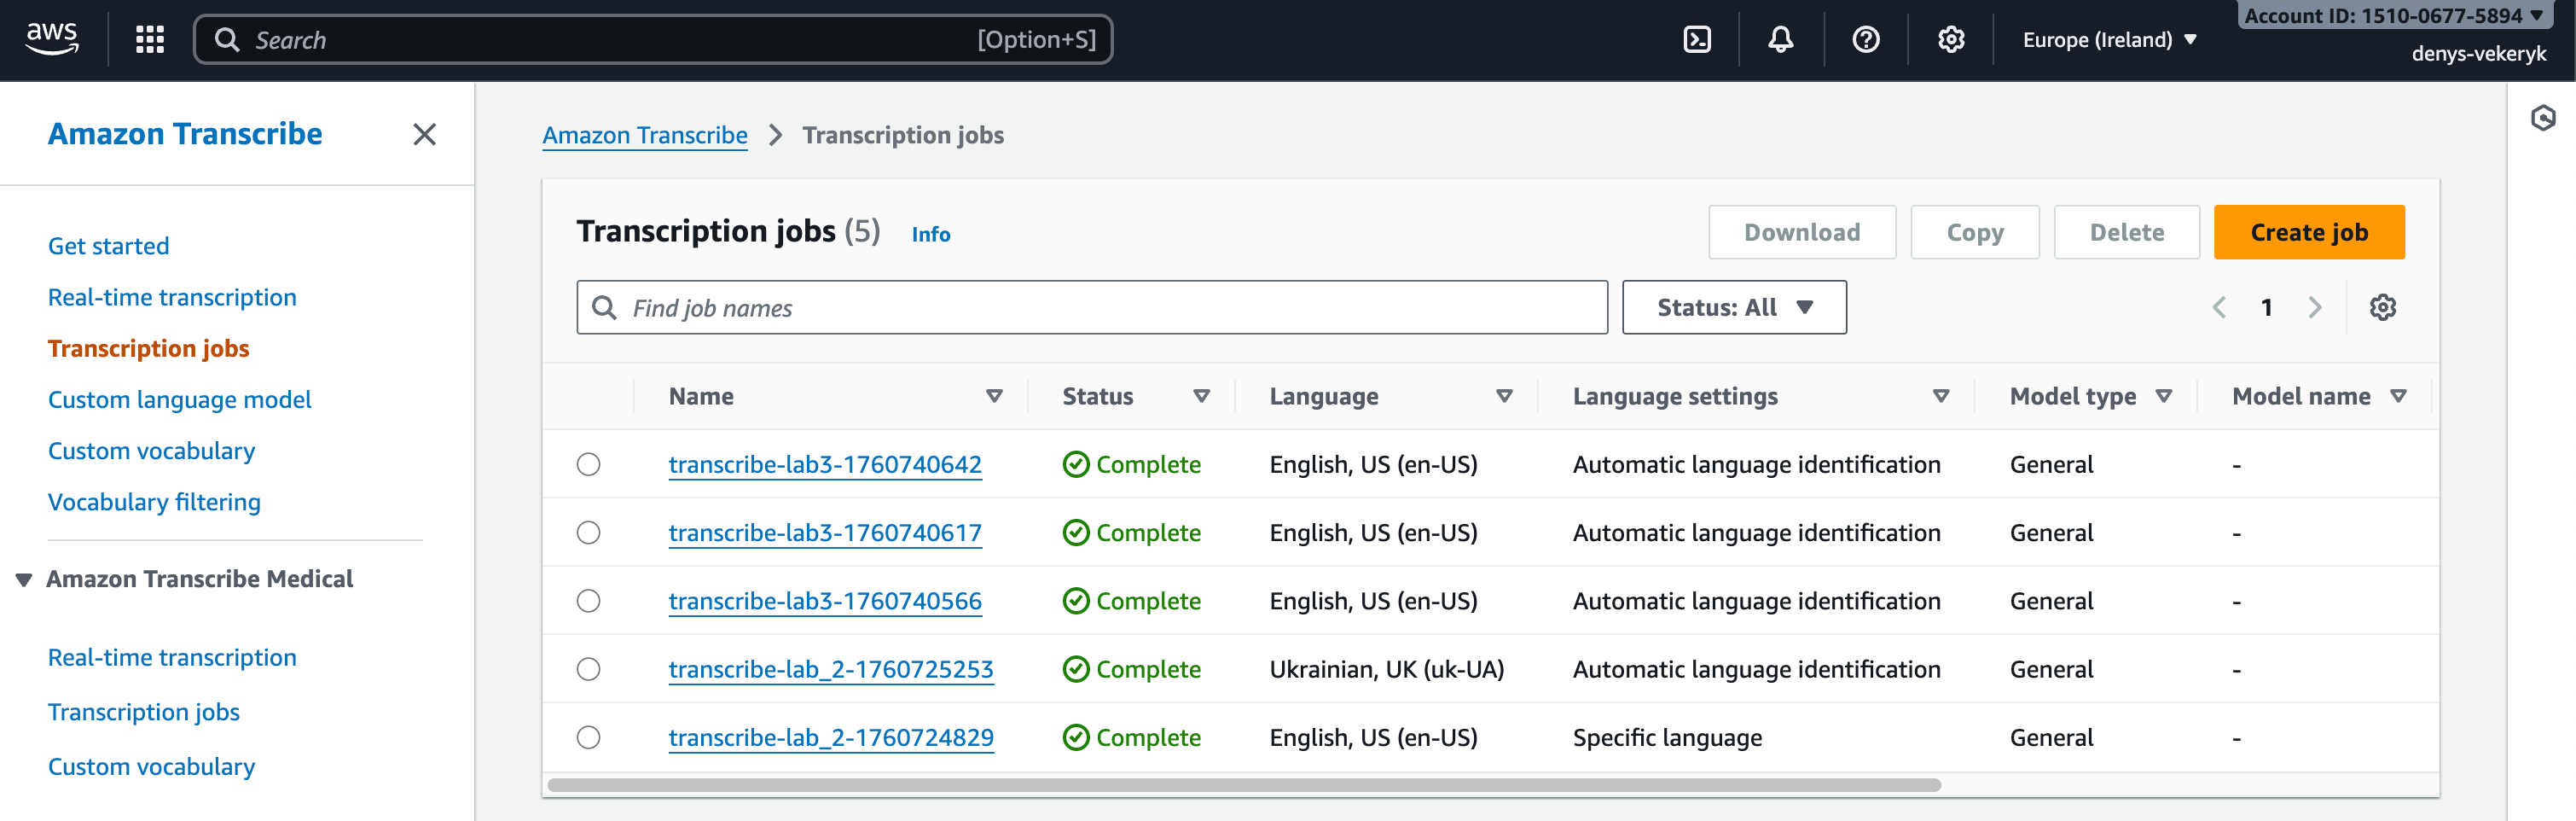 aws
Search
[Option+S]
Europe (Ireland)
Account ID: 1510-0677-5894
denys-vekeryk
Amazon Transcribe
Get started
Real-time transcription
Transcription jobs
Custom language model
Custom vocabulary
Vocabulary filtering
Amazon Transcribe Medical
Real-time transcription
Transcription jobs
Custom vocabulary
Amazon Transcribe > Transcription jobs
Transcription jobs (5) Info
Download Copy Delete Create job
Find job names
Status: All
1
Name Status Language Language settings Model type Model name
transcribe-lab3-1760740642 Complete English, US (en-US) Automatic language identification General -
transcribe-lab3-1760740617 Complete English, US (en-US) Automatic language identification General -
transcribe-lab3-1760740566 Complete English, US (en-US) Automatic language identification General -
transcribe-lab_2-1760725253 Complete Ukrainian, UK (uk-UA) Automatic language identification General -
transcribe-lab_2-1760724829 Complete English, US (en-US) Specific language General -